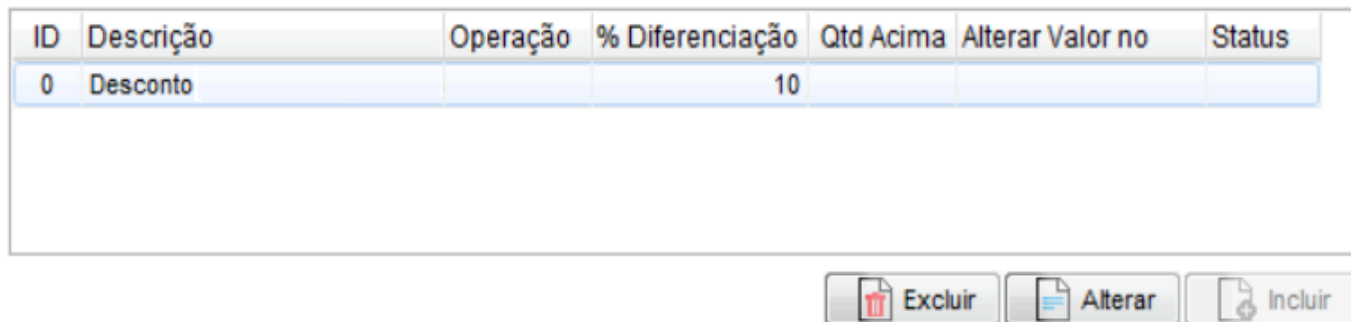 ID Descrição Operação % Diferenciação Qtd Acima Alterar Valor no Status
0 Desconto 10
Excluir Alterar Incluir